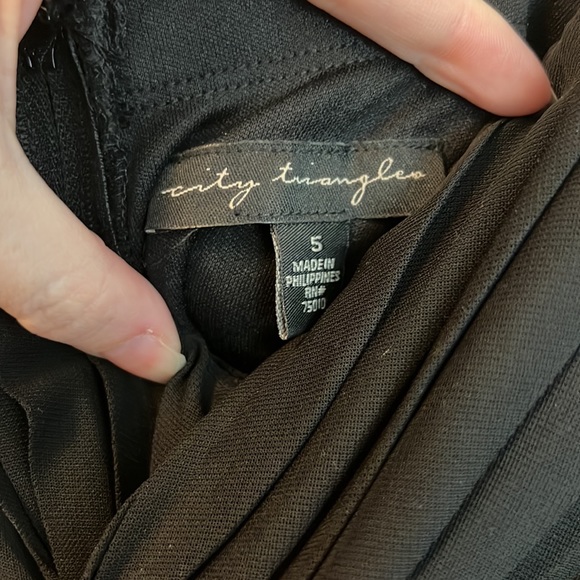 city triangles
5
MADE IN
PHILIPPINES
RN#
75010